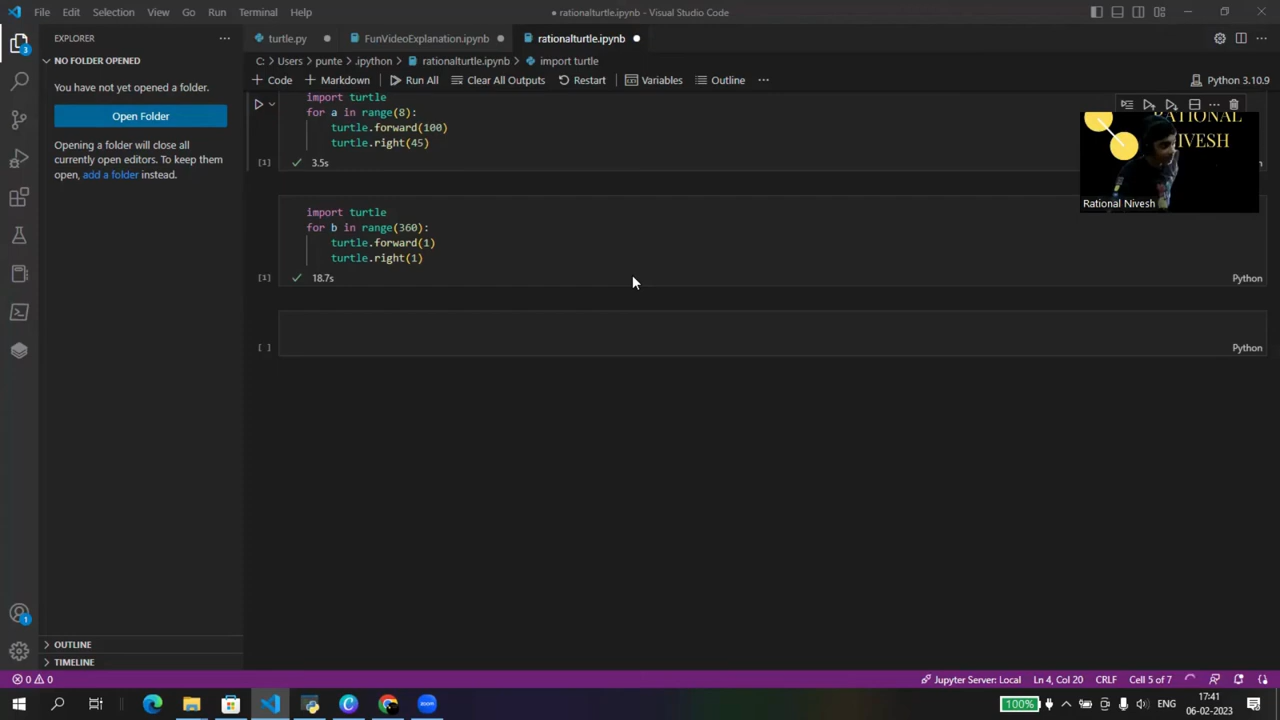 File Edit Selection View Go Run Terminal Help
● rationalturtle.ipynb - Visual Studio Code
EXPLORER
turtle.py
FunVideoExplanation.ipynb
rationalturtle.ipynb
NO FOLDER OPENED
C: > Users > punte > .ipython > rationalturtle.ipynb > import turtle
+ Code + Markdown Run All Clear All Outputs Restart Variables Outline
Python 3.10.9
You have not yet opened a folder.
Open Folder
Opening a folder will close all
currently open editors. To keep them
open, add a folder instead.
import turtle
for a in range(8):
turtle.forward(100)
turtle.right(45)
[1] 3.5s
RATIONAL
NIVESH
Rational Nivesh
import turtle
for b in range(360):
turtle.forward(1)
turtle.right(1)
[1] 18.7s
Python
[ ]
Python
OUTLINE
TIMELINE
0 0
Jupyter Server: Local Ln 4, Col 20 CRLF Cell 5 of 7
100%
ENG
17:41
06-02-2023
3
1